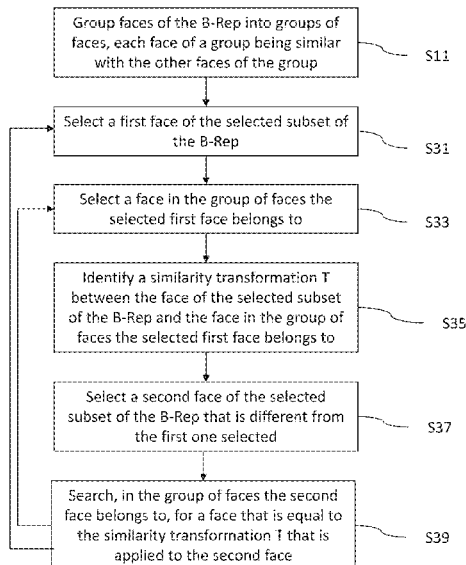 Group faces of the B-Rep into groups of
faces, each face of a group being similar
with the other faces of the group
S11
Select a first face of the selected subset of
the B-Rep
S31
Select a face in the group of faces the
selected first face belongs to
S33
Identify a similarity transformation T
between the face of the selected subset
of the B-Rep and the face in the group of
faces the selected first face belongs to
S35
Select a second face of the selected
subset of the B-Rep that is different from
the first one selected
S37
Search, in the group of faces the second
face belongs to, for a face that is equal to
the similarity transformation T that is
applied to the second face
S39